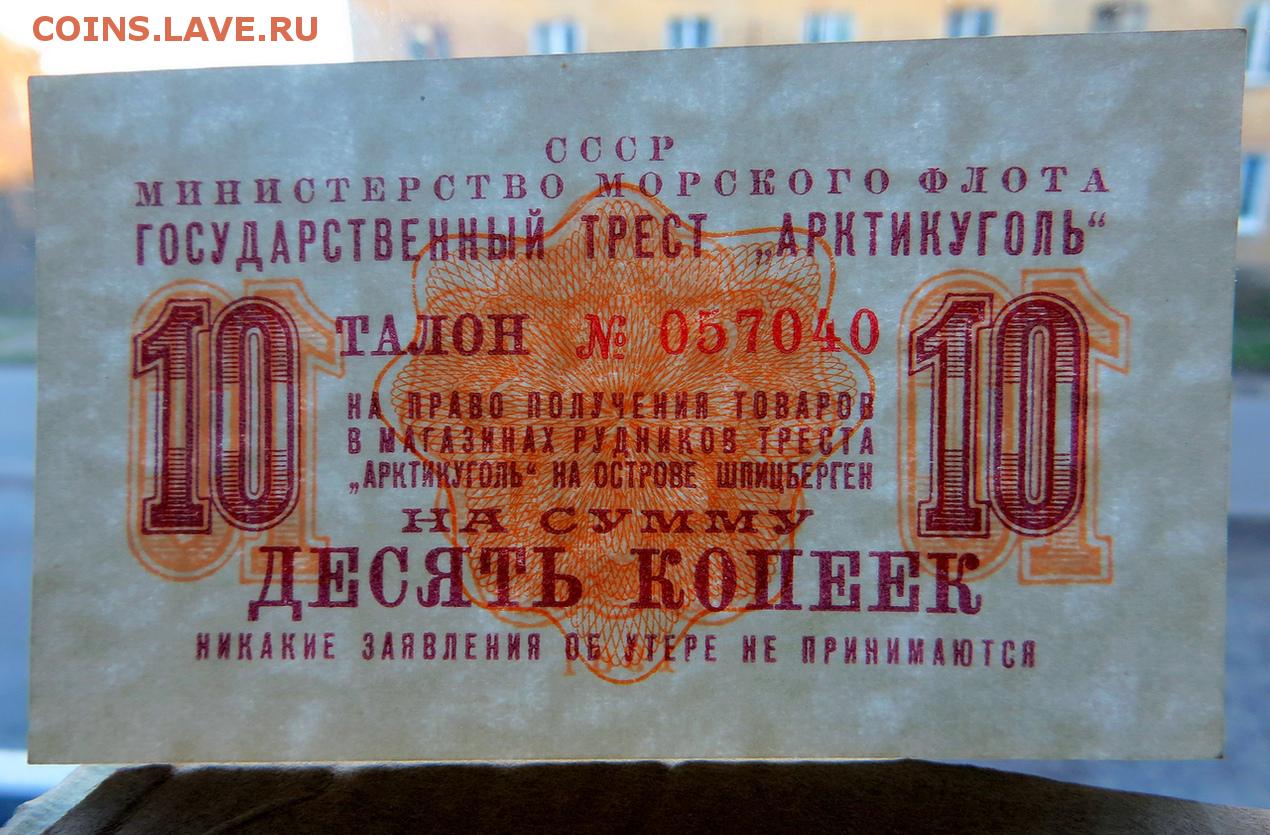 COINS.LAVE.RU
СССР
МИНИСТЕРСТВО МОРСКОГО ФЛОТА
ГОСУДАРСТВЕННЫЙ ТРЕСТ „АРКТИКУГОЛЬ“
10 ТАЛОН № 057040 10
НА ПРАВО ПОЛУЧЕНИЯ ТОВАРОВ
В МАГАЗИНАХ РУДНИКОВ ТРЕСТА
„АРКТИКУГОЛЬ“ НА ОСТРОВЕ ШПИЦБЕРГЕН
НА СУММУ
ДЕСЯТЬ КОПЕЕК
НИКАКИЕ ЗАЯВЛЕНИЯ ОБ УТЕРЕ НЕ ПРИНИМАЮТСЯ